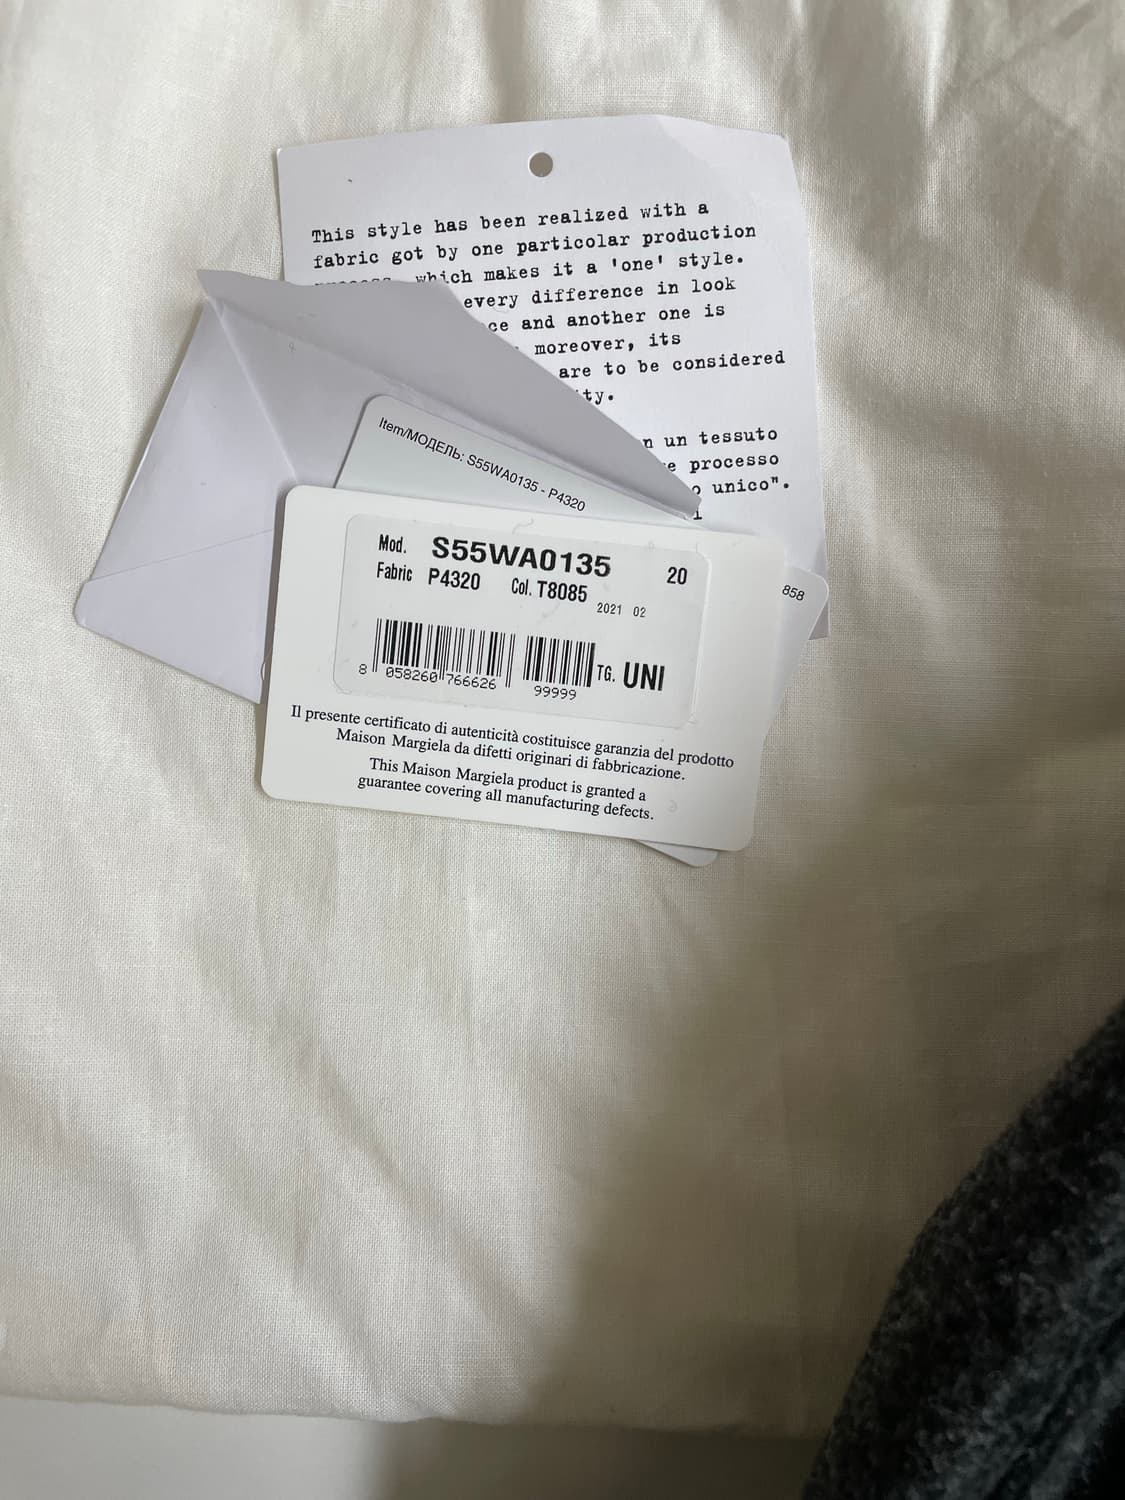 This style has been realized with a
fabric got by one particolar production
which makes it a 'one' style.
every difference in look
and another one is
moreover, its
are to be considered
un tessuto
processo
unico".
Item/МОДЕЛЬ: S55WA0135 - P4320
858
Mod. S55WA0135 20
Fabric P4320 Col. T8085
2021 02
8 058260 766626 99999 TG. UNI
Il presente certificato di autenticità costituisce garanzia del prodotto
Maison Margiela da difetti originari di fabbricazione.
This Maison Margiela product is granted a
guarantee covering all manufacturing defects.